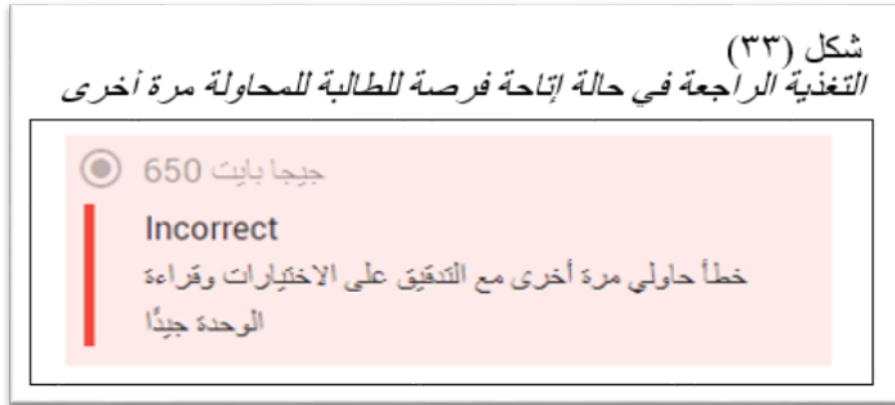 شكل (٣٣)
التغذية الراجعة في حالة إتاحة فرصة للطالبة للمحاولة مرة أخرى
650 جيجا بايت
Incorrect
خطأ حاولي مرة أخرى مع التدقيق على الاختيارات وقراءة
الوحدة جيدًا